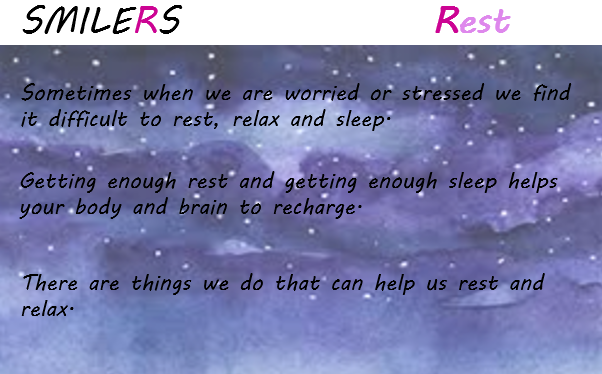 SMILERS Rest
Sometimes when we are worried or stressed we find
it difficult to rest, relax and sleep.
Getting enough rest and getting enough sleep helps
your body and brain to recharge.
There are things we do that can help us rest and
relax.